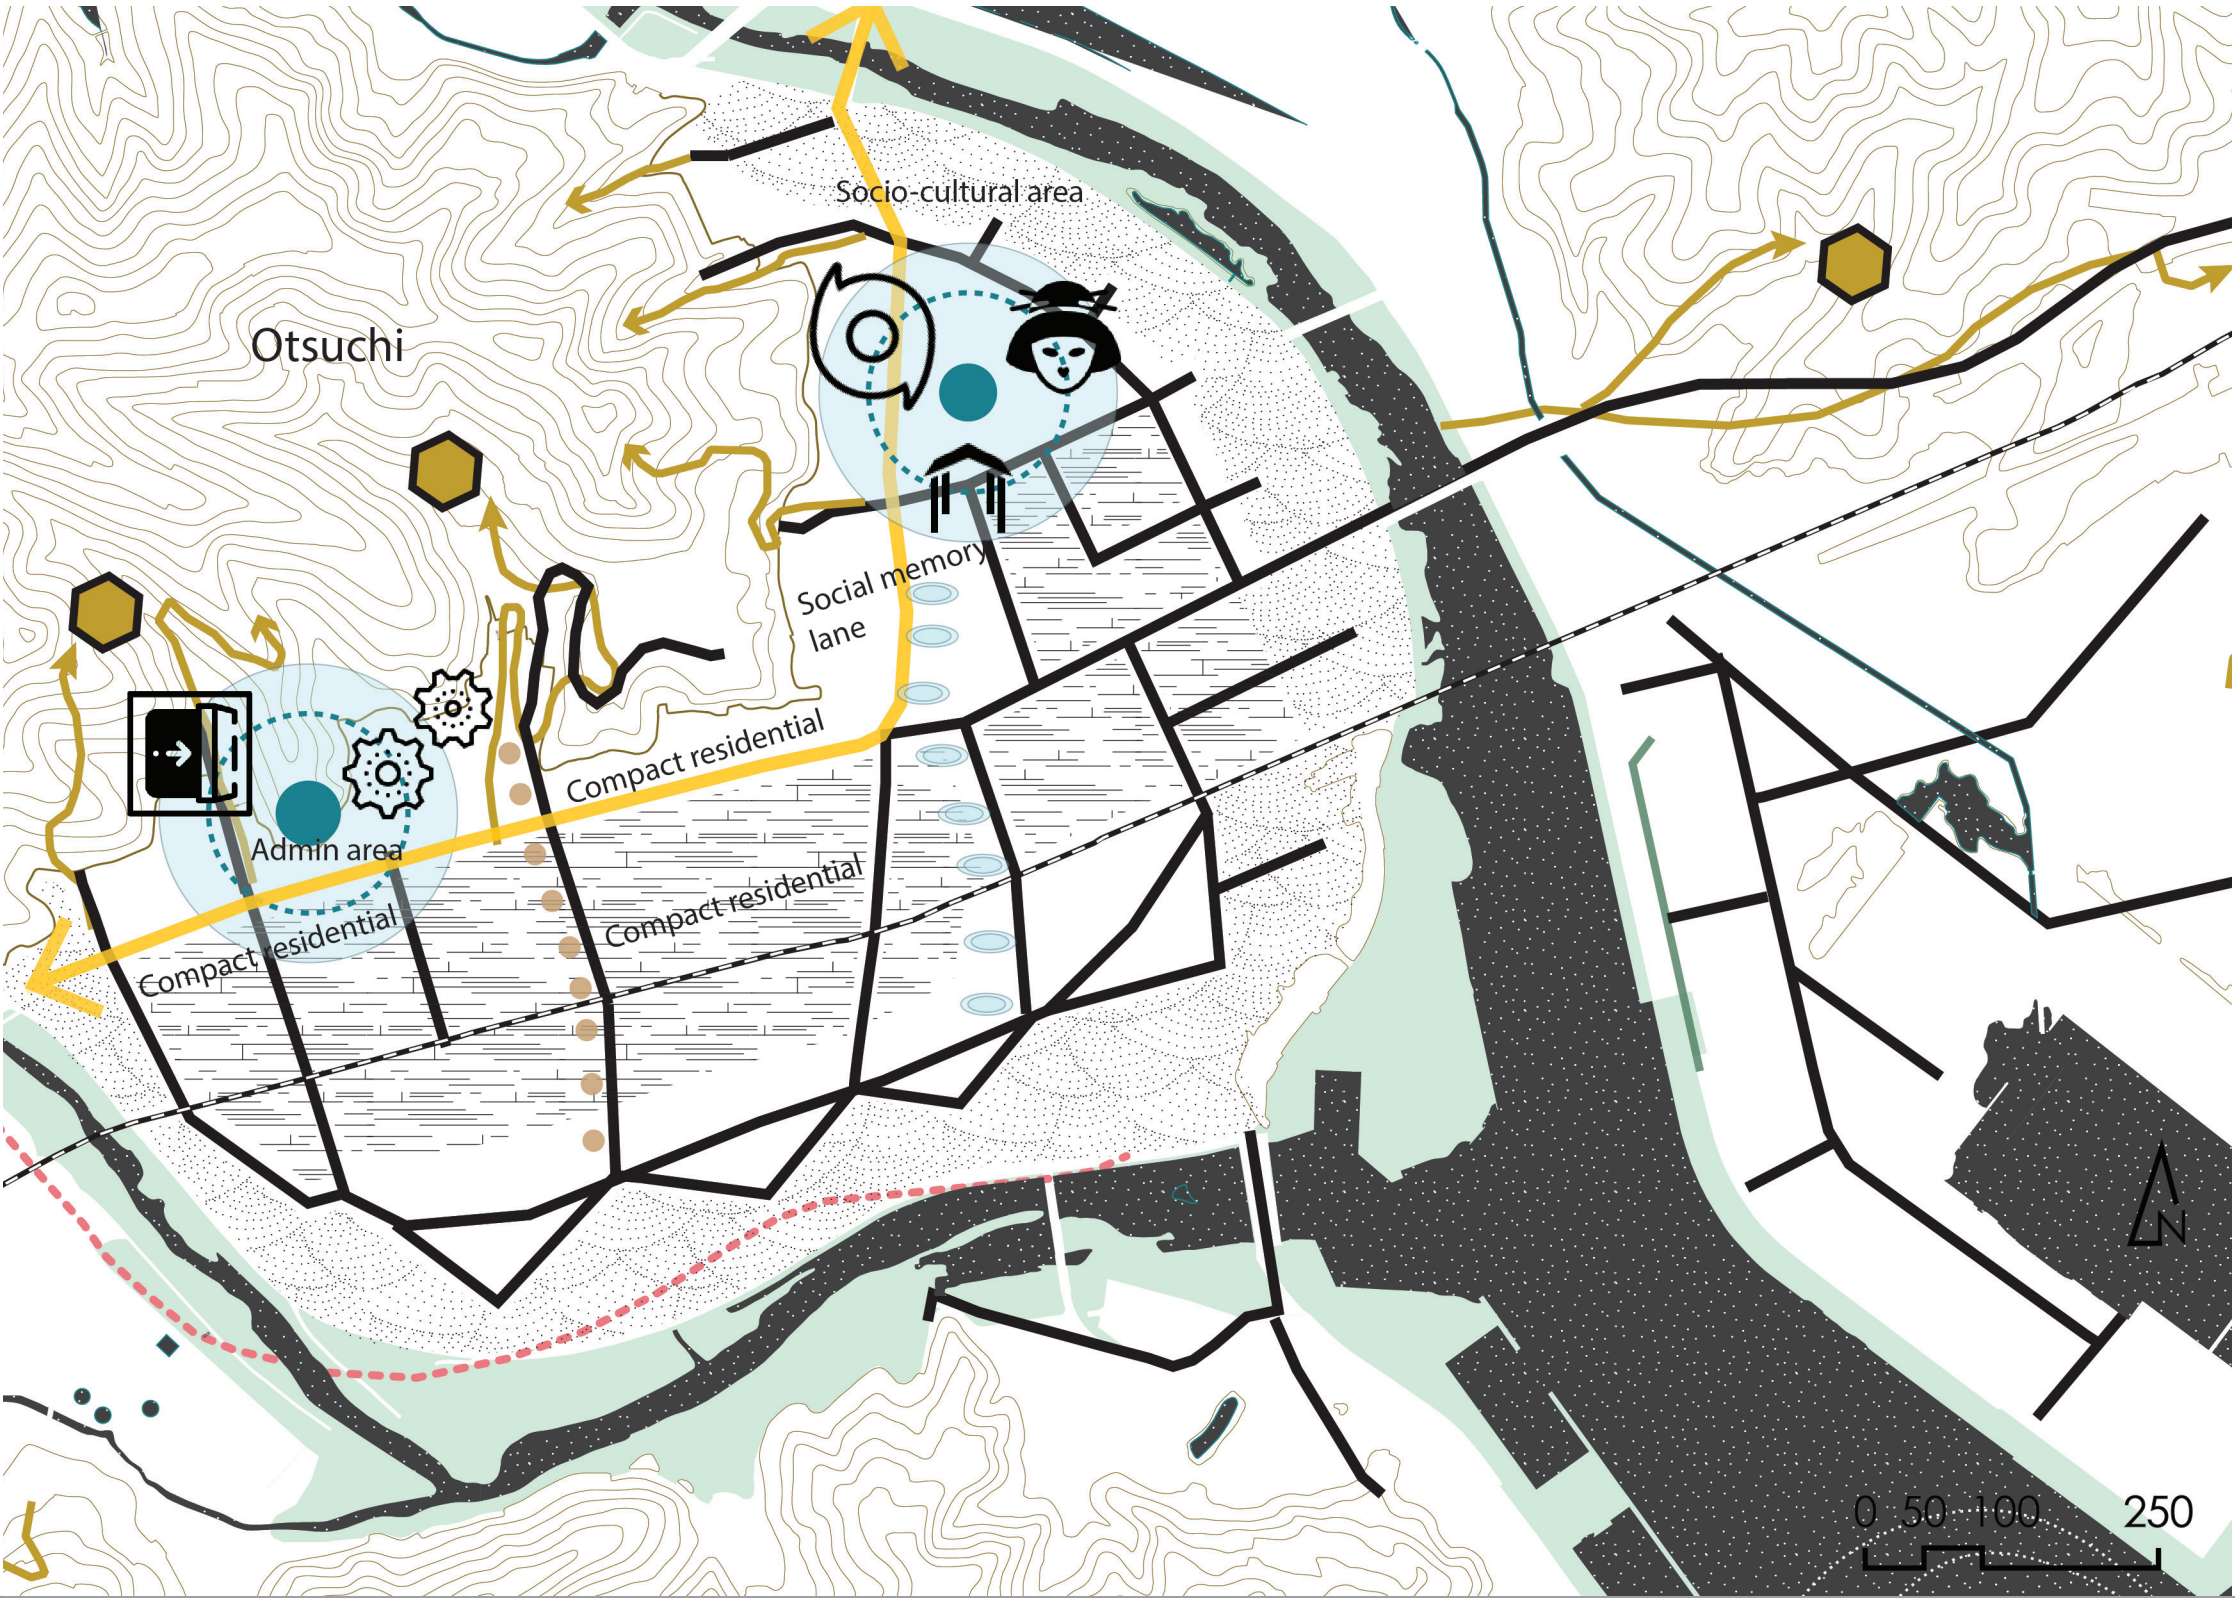 Socio-cultural area
Otsuchi
Social memory
lane
Compact residential
Admin area
Compact residential
Compact residential
N
0 50 100 250